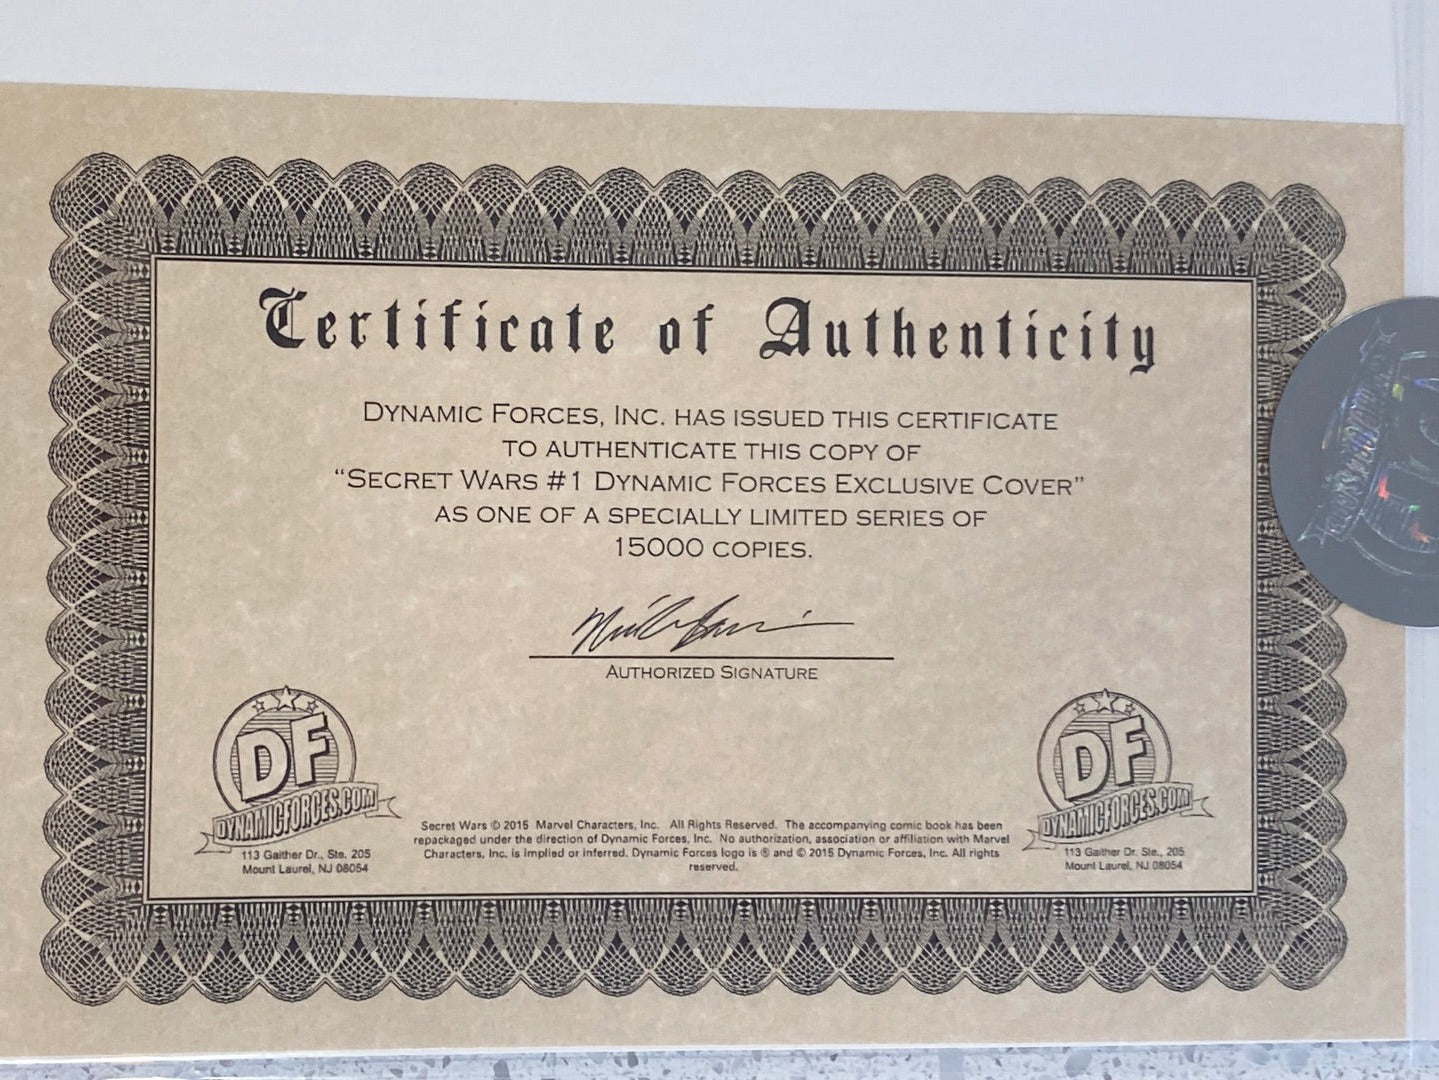 Certificate of Authenticity
DYNAMIC FORCES, INC. HAS ISSUED THIS CERTIFICATE
TO AUTHENTICATE THIS COPY OF
“SECRET WARS #1 DYNAMIC FORCES EXCLUSIVE COVER”
AS ONE OF A SPECIALLY LIMITED SERIES OF
15000 COPIES.
AUTHORIZED SIGNATURE
DF
DYNAMICFORCES.COM
113 Gaither Dr., Ste. 205
Mount Laurel, NJ 08054
Secret Wars © 2015 Marvel Characters, Inc. All Rights Reserved. The accompanying comic book has been
repackaged under the direction of Dynamic Forces, Inc. No authorization, association or affiliation with Marvel
Characters, Inc. is implied or inferred. Dynamic Forces logo is ® and © 2015 Dynamic Forces, Inc. All rights
reserved.
DF
DYNAMICFORCES.COM
113 Gaither Dr. Ste., 205
Mount Laurel, NJ 08054